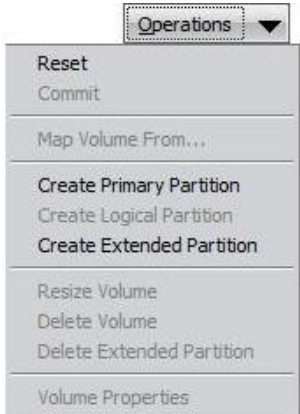 Operations
Reset
Commit
Map Volume From...
Create Primary Partition
Create Logical Partition
Create Extended Partition
Resize Volume
Delete Volume
Delete Extended Partition
Volume Properties